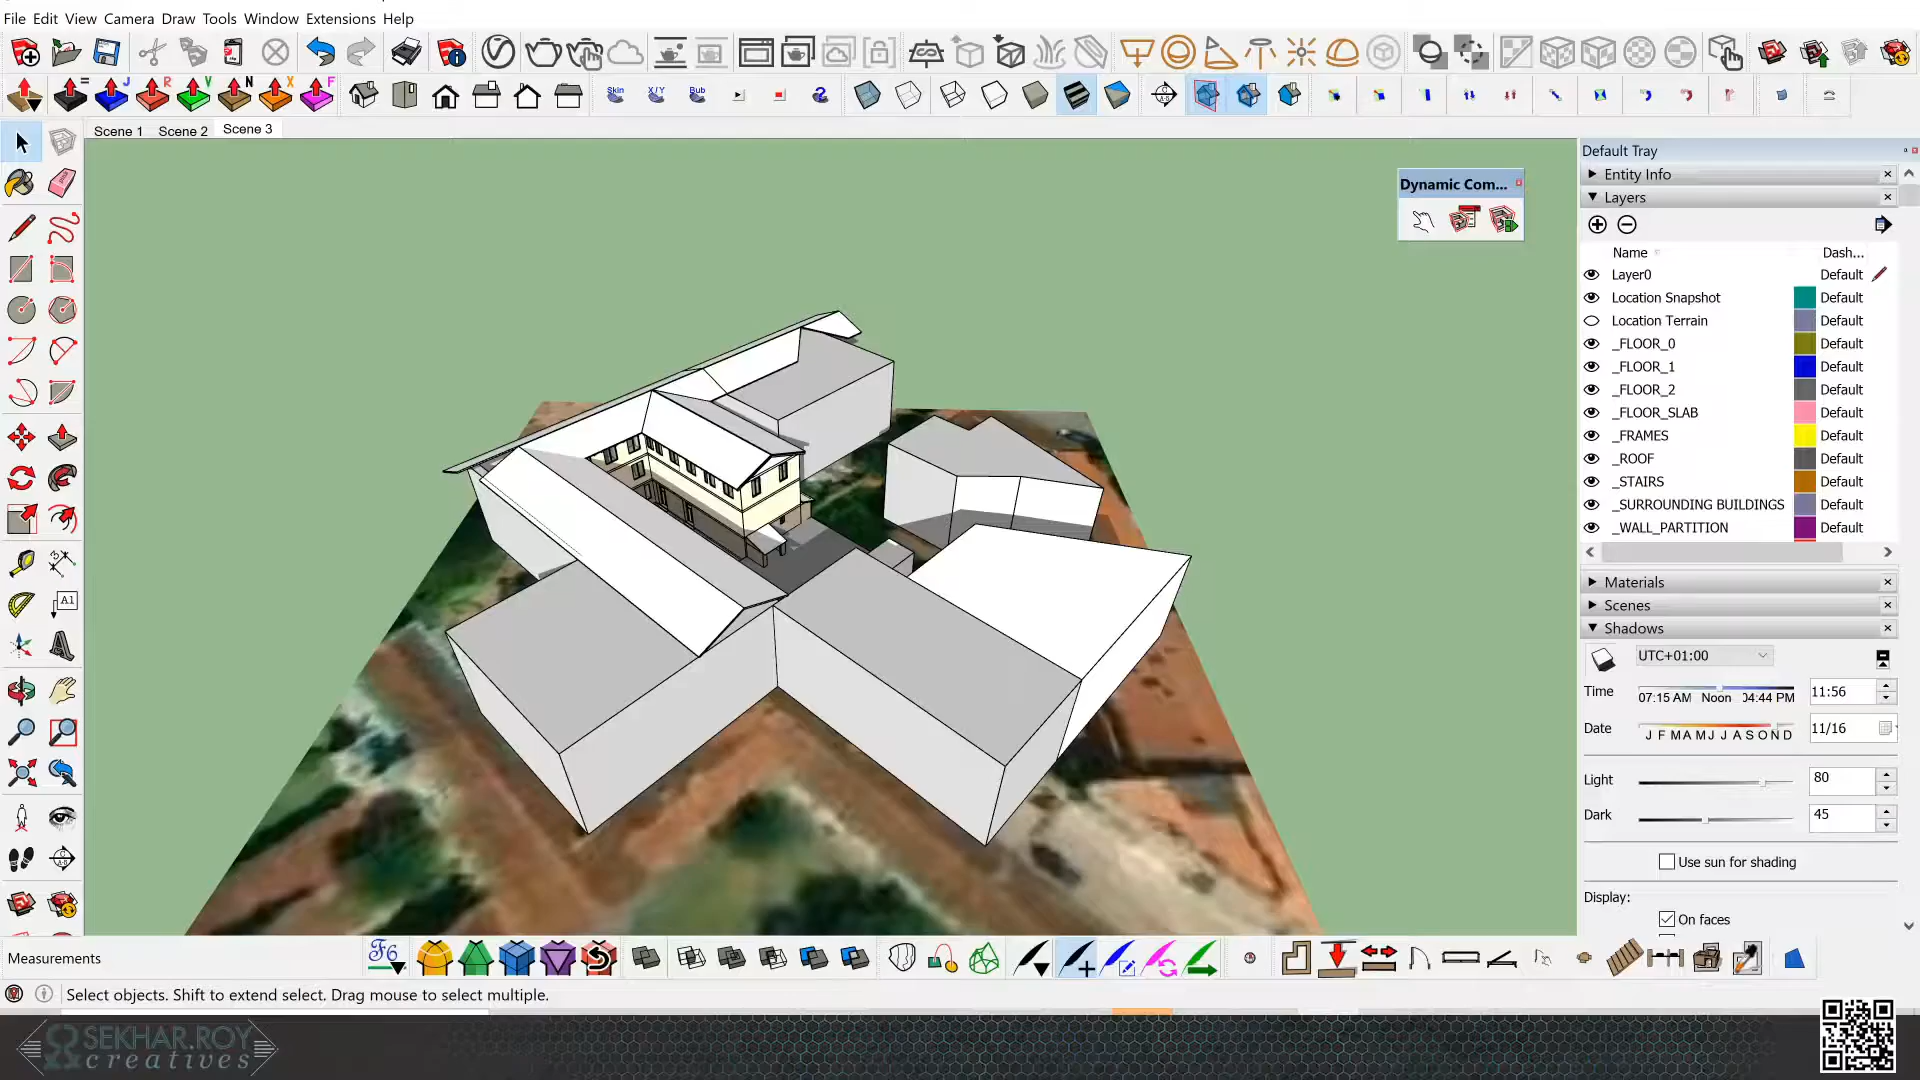 File Edit View Camera Draw Tools Window Extensions Help
= J R V N X F
Skin X/Y Bub
Scene 1 Scene 2 Scene 3
Default Tray
Entity Info
Layers
Dynamic Com...
Name Dash...
Layer0 Default
Location Snapshot Default
Location Terrain Default
_FLOOR_0 Default
_FLOOR_1 Default
_FLOOR_2 Default
_FLOOR_SLAB Default
_FRAMES Default
_ROOF Default
_STAIRS Default
_SURROUNDING BUILDINGS Default
_WALL_PARTITION Default
Materials
Scenes
Shadows
UTC+01:00
Time 07:15 AM Noon 04:44 PM 11:56
Date J F M A M J J A S O N D 11/16
Light 80
Dark 45
Use sun for shading
Display:
On faces
A1
Measurements
F6
Select objects. Shift to extend select. Drag mouse to select multiple.
SEKHAR.ROY
creatives